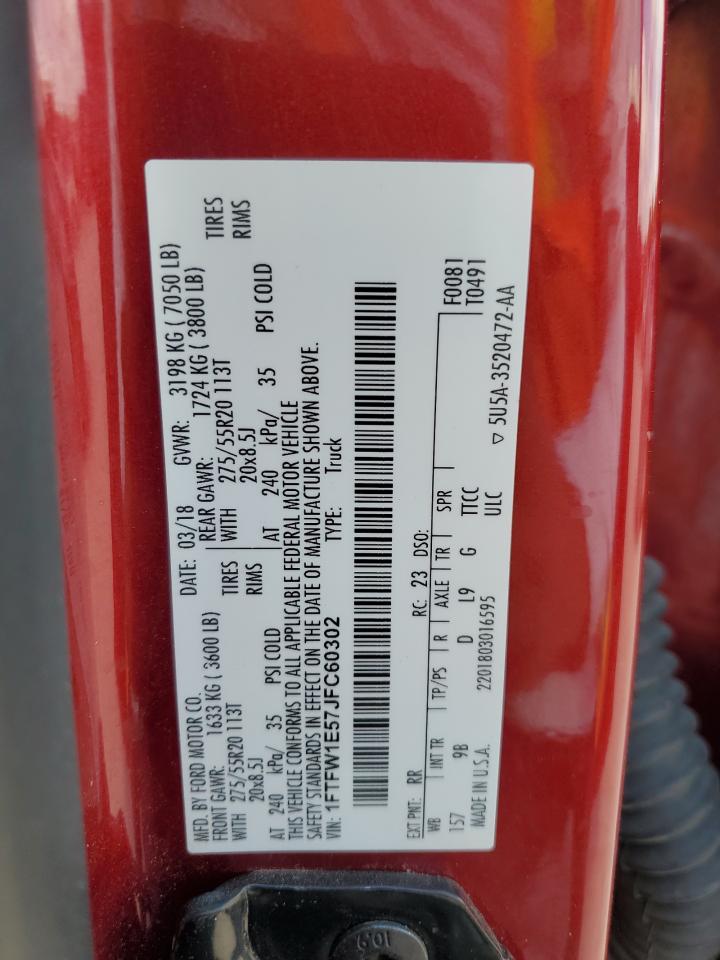 MFD. BY FORD MOTOR CO.
DATE: 03/18 GVWR: 3198 KG ( 7050 LB)
FRONT GAWR: 1633 KG ( 3600 LB) REAR GAWR: 1724 KG ( 3800 LB)
WITH 275/55R20 113T TIRES WITH 275/55R20 113T TIRES
20x8.5J RIMS 20x8.5J RIMS
AT 240 kPa/ 35 PSI COLD AT 240 kPa/ 35 PSI COLD
THIS VEHICLE CONFORMS TO ALL APPLICABLE FEDERAL MOTOR VEHICLE
SAFETY STANDARDS IN EFFECT ON THE DATE OF MANUFACTURE SHOWN ABOVE.
VIN: 1FTFW1E57JFC60302 TYPE: Truck
EXT PNT: RR RC: 23 DSO: F0081
WB INT TR TP/PS R AXLE TR SPR T0491
157 9B D L9 G TTCC
ULC
MADE IN U.S.A. 2201803016595 ▽ 5U5A-3520472-AA
10.9